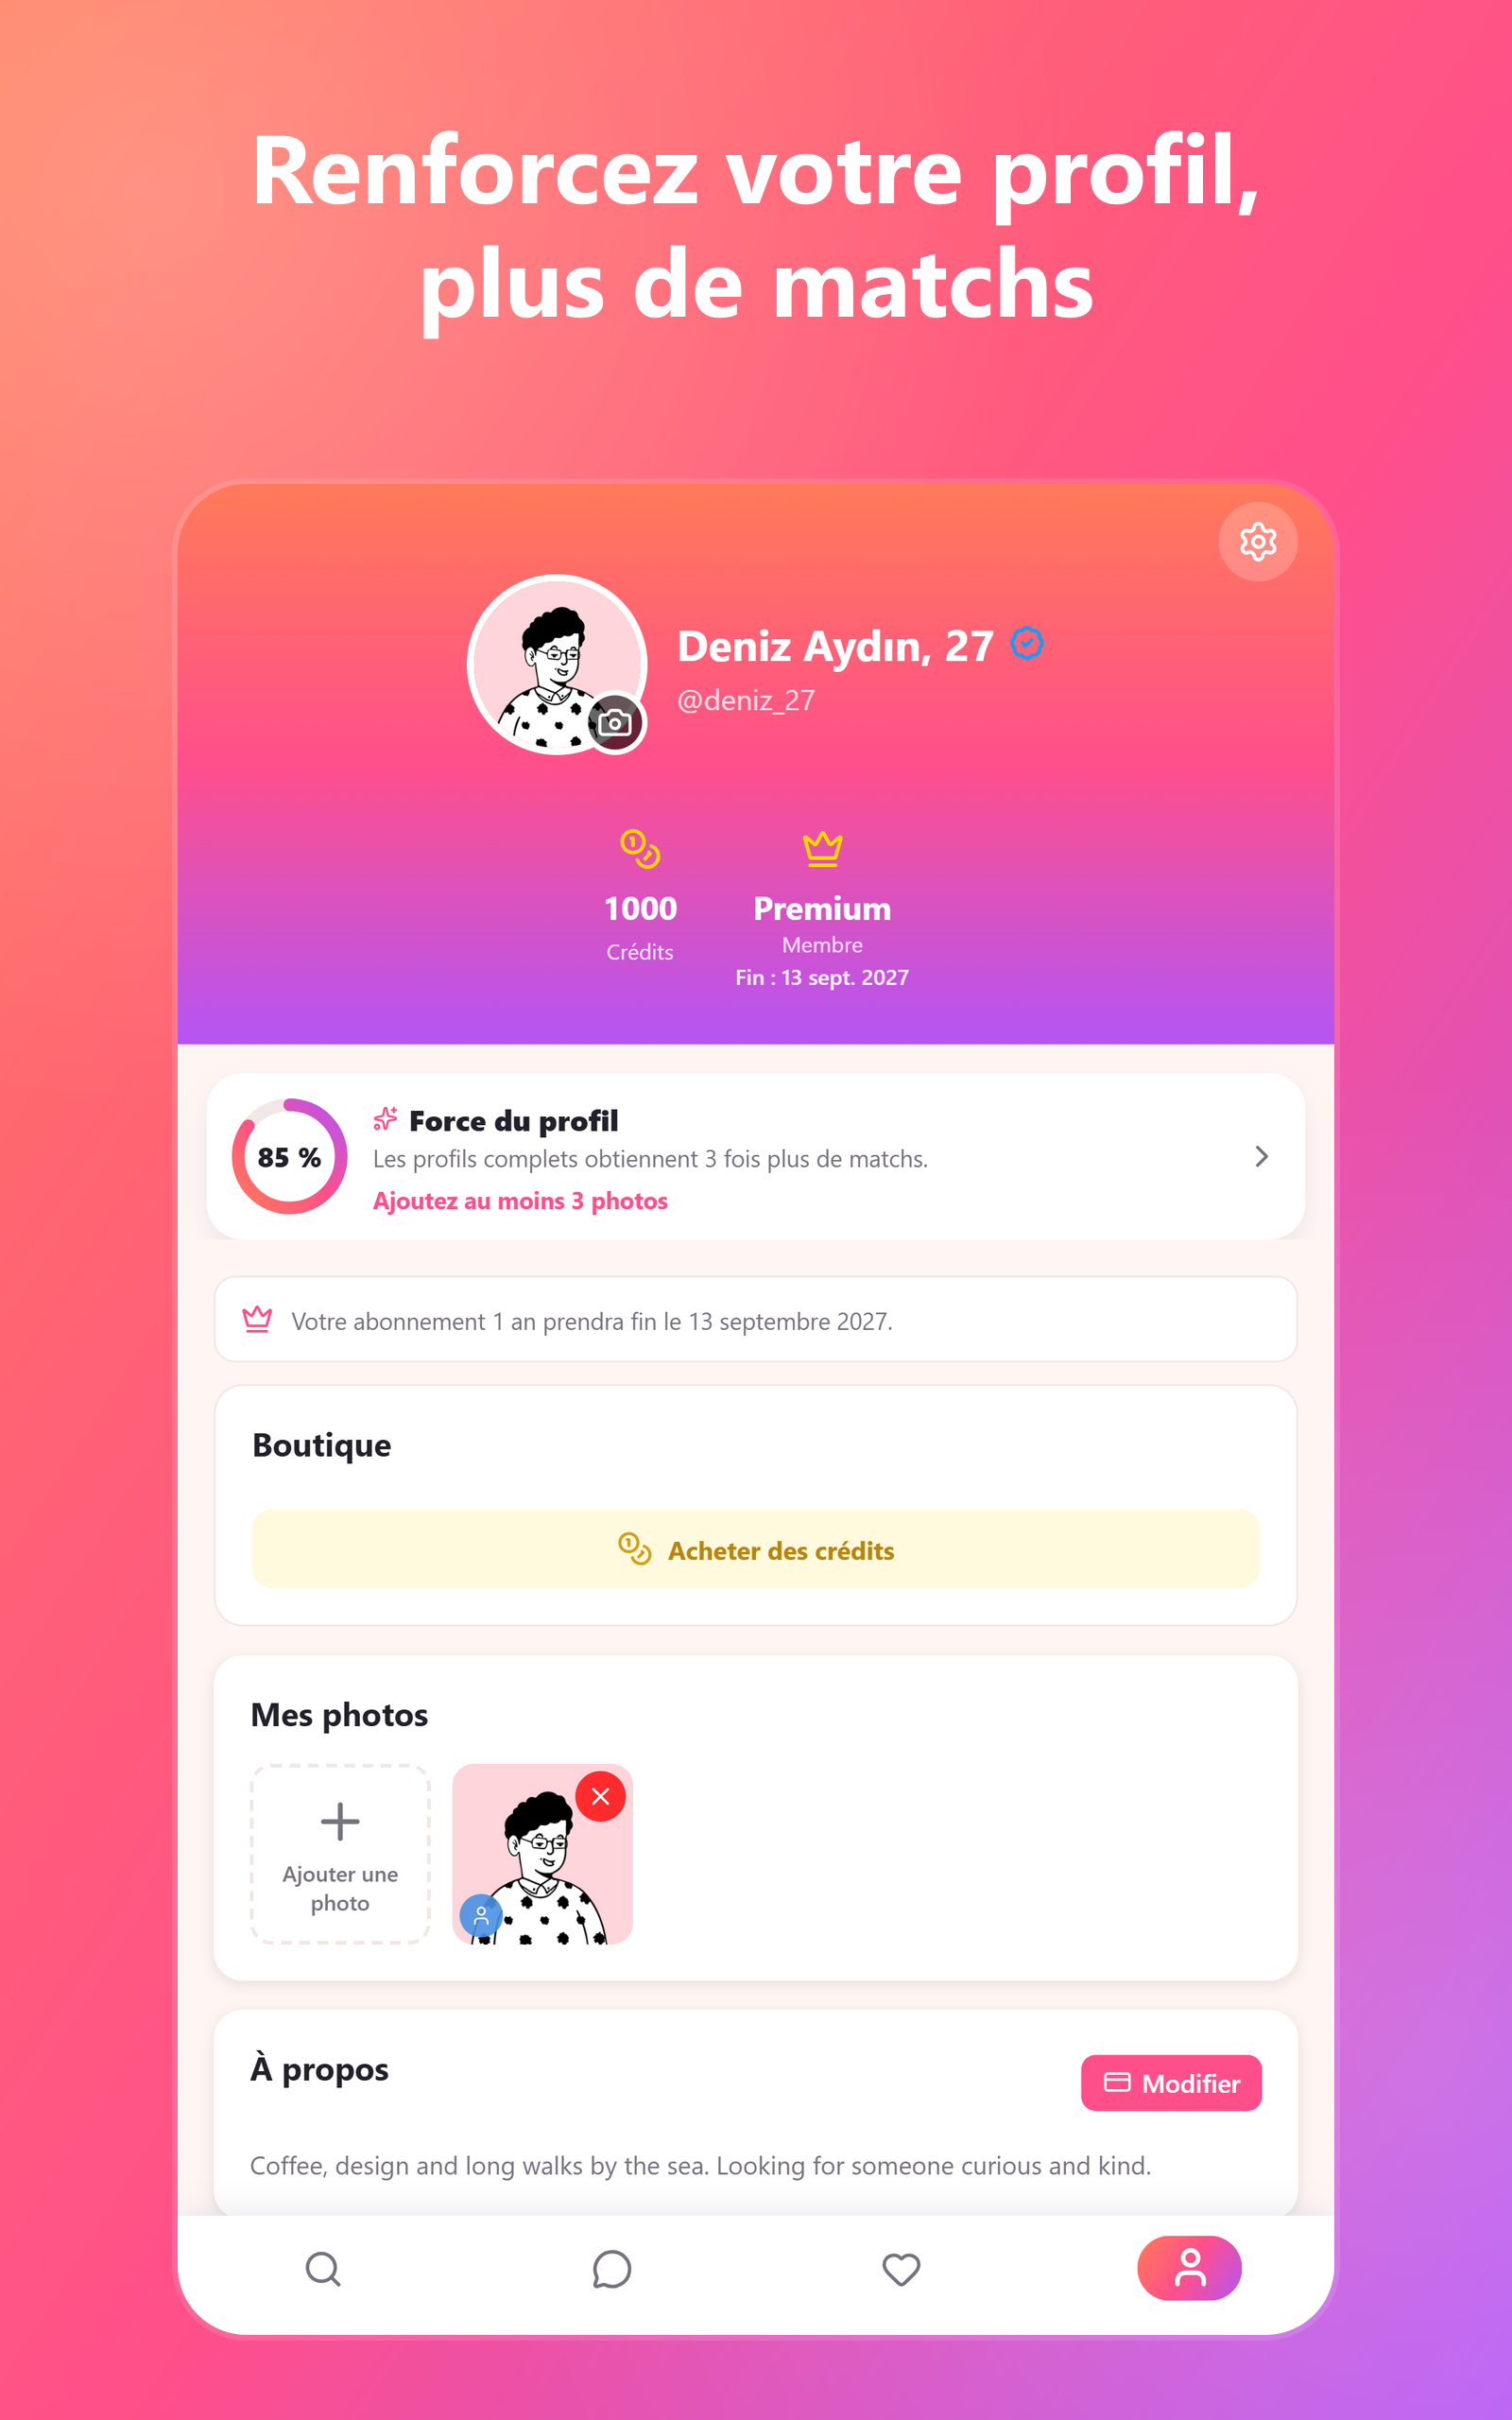 Renforcez votre profil,
plus de matchs
Deniz Aydın, 27
@deniz_27
1000
Crédits
Premium
Membre
Fin : 13 sept. 2027
85 %
Force du profil
Les profils complets obtiennent 3 fois plus de matchs.
Ajoutez au moins 3 photos
Votre abonnement 1 an prendra fin le 13 septembre 2027.
Boutique
Acheter des crédits
Mes photos
Ajouter une
photo
À propos
Modifier
Coffee, design and long walks by the sea. Looking for someone curious and kind.